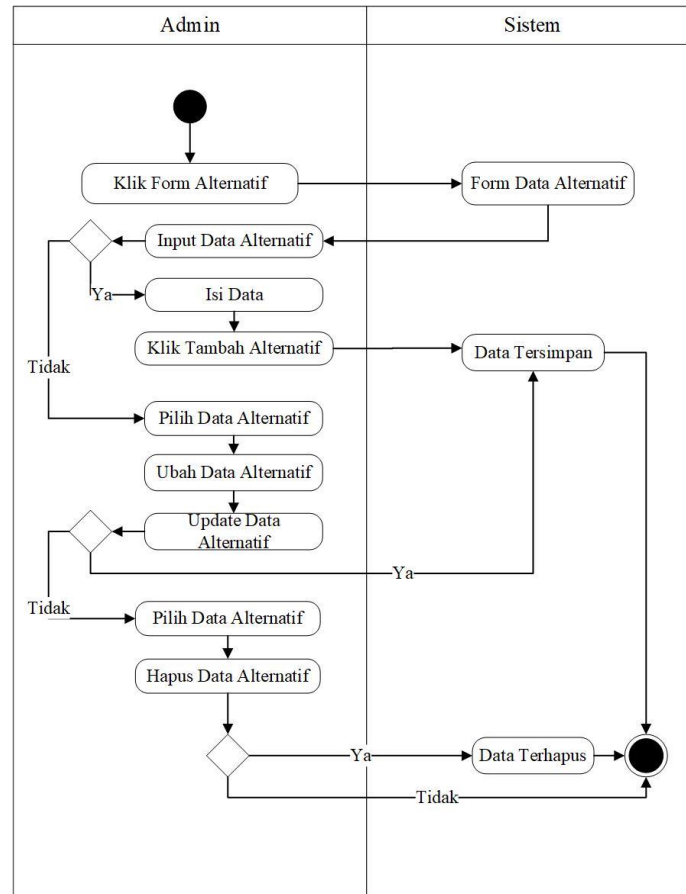 Admin
Sistem
Klik Form Alternatif
Form Data Alternatif
Input Data Alternatif
Ya
Isi Data
Klik Tambah Alternatif
Data Tersimpan
Tidak
Pilih Data Alternatif
Ubah Data Alternatif
Update Data
Alternatif
Ya
Tidak
Pilih Data Alternatif
Hapus Data Alternatif
Ya
Data Terhapus
Tidak